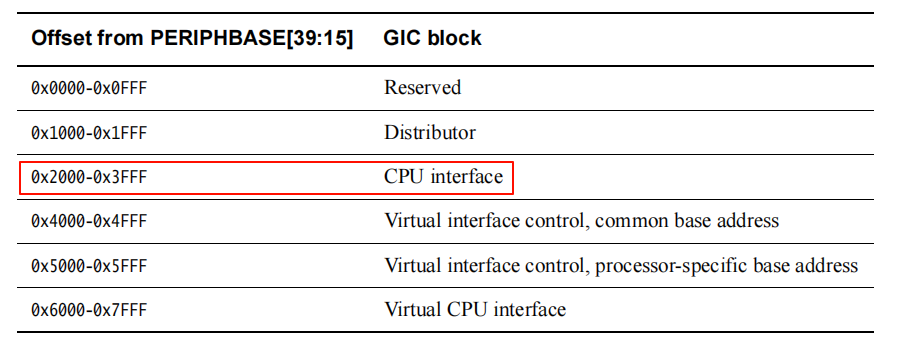 Offset from PERIPHBASE[39:15] GIC block
0x0000-0x0FFF Reserved
0x1000-0x1FFF Distributor
0x2000-0x3FFF CPU interface
0x4000-0x4FFF Virtual interface control, common base address
0x5000-0x5FFF Virtual interface control, processor-specific base address
0x6000-0x7FFF Virtual CPU interface